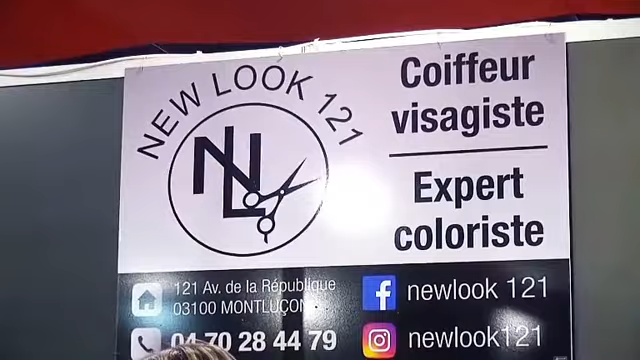 NEW LOOK 121
NL
Coiffeur
visagiste
Expert
coloriste
121 Av. de la République
03100 MONTLUÇON
04 70 28 44 79
newlook 121
newlook121